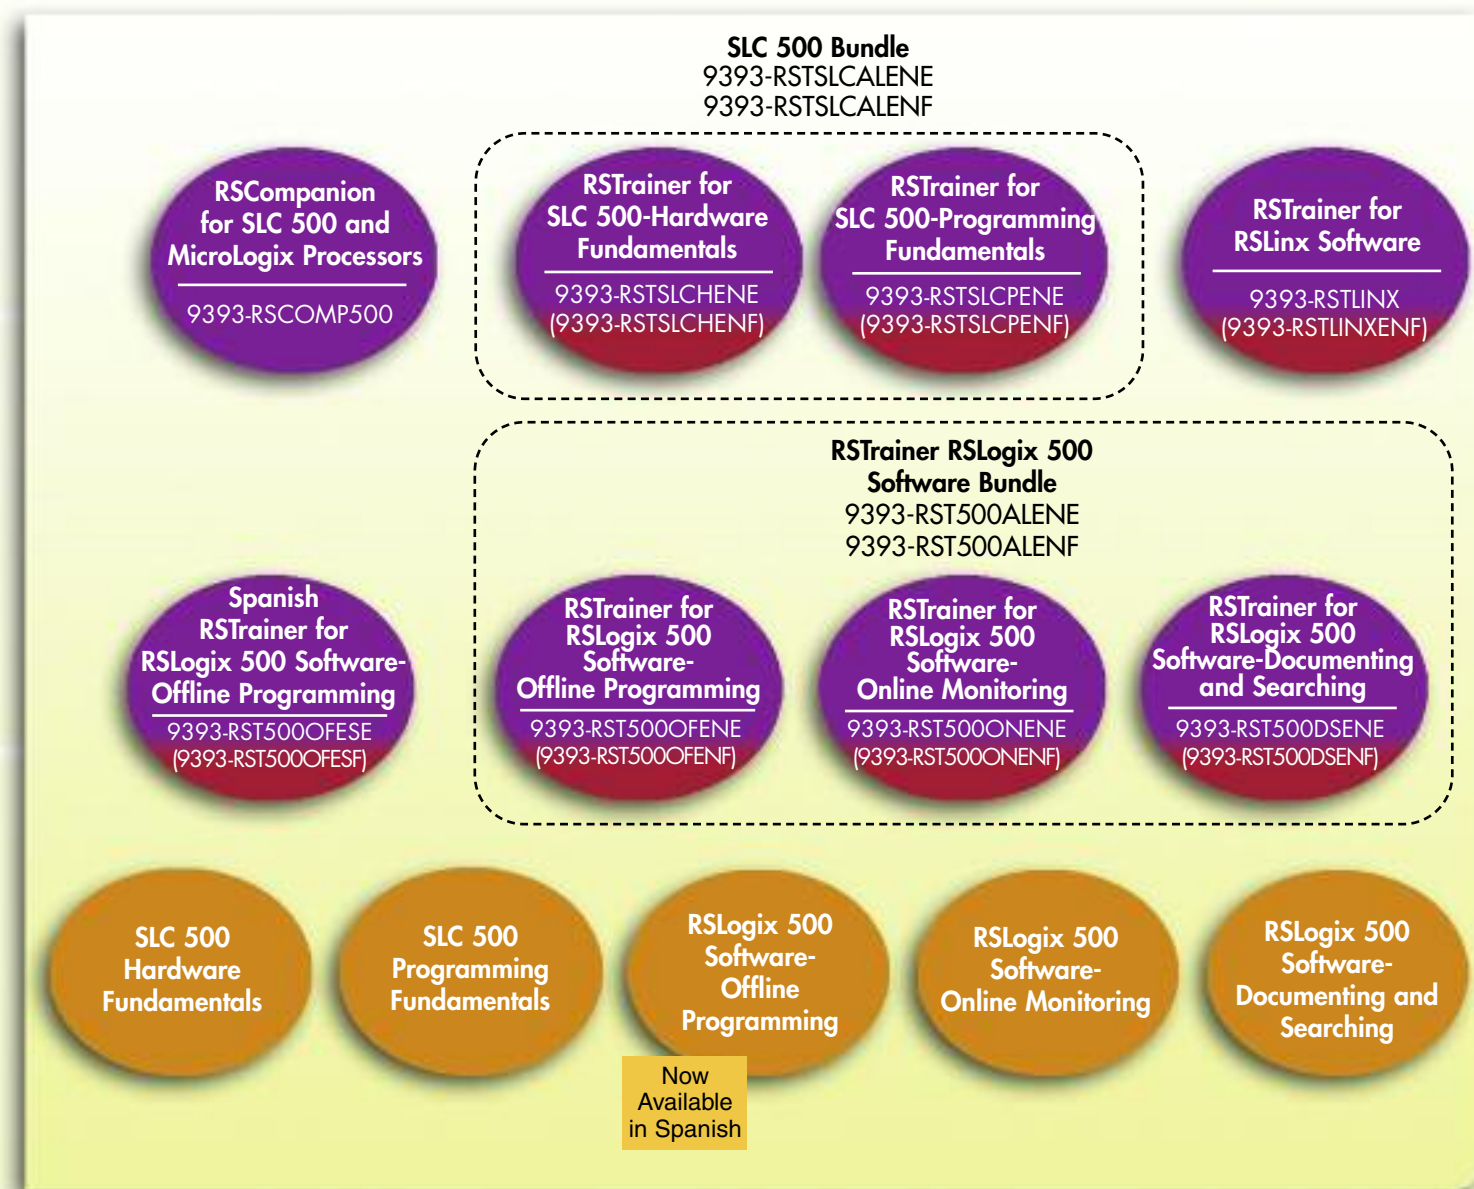 SLC 500 Bundle
9393-RSTSLCALENE
9393-RSTSLCALENF
RSCompanion
for SLC 500 and
MicroLogix Processors
9393-RSCOMP500
RSTrainer for
SLC 500-Hardware
Fundamentals
9393-RSTSLCHENE
(9393-RSTSLCHENF)
RSTrainer for
SLC 500-Programming
Fundamentals
9393-RSTSLCPENE
(9393-RSTSLCPENF)
RSTrainer for
RSLinx Software
9393-RSTLINX
(9393-RSTLINXENF)
RSTrainer RSLogix 500
Software Bundle
9393-RST500ALENE
9393-RST500ALENF
Spanish
RSTrainer for
RSLogix 500 Software-
Offline Programming
9393-RST500OFESE
(9393-RST500OFESF)
RSTrainer for
RSLogix 500
Software-
Offline Programming
9393-RST500OFENE
(9393-RST500OFENF)
RSTrainer for
RSLogix 500
Software-
Online Monitoring
9393-RST500ONENE
(9393-RST500ONENF)
RSTrainer for
RSLogix 500
Software-Documenting
and Searching
9393-RST500DSENE
(9393-RST500DSENF)
SLC 500
Hardware
Fundamentals
SLC 500
Programming
Fundamentals
RSLogix 500
Software-
Offline
Programming
Now
Available
in Spanish
RSLogix 500
Software-
Online Monitoring
RSLogix 500
Software-
Documenting and
Searching